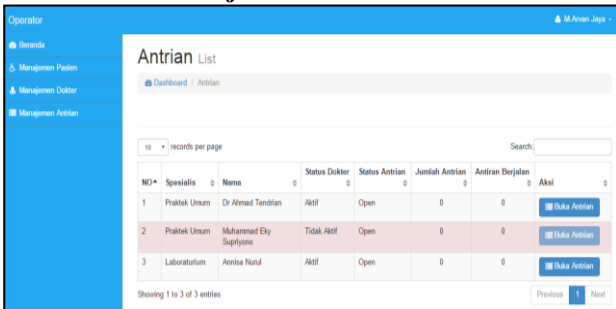 Operator
M.Arvan Jaya
Beranda
Manajemen Pasien
Manajemen Dokter
Manajemen Antrian
Antrian List
Dashboard / Antrian
10 records per page
Search:
NO Spesialis Nama Status Dokter Status Antrian Jumlah Antrian Antiran Berjalan Aksi
1 Praktek Umum Dr Ahmad Tendrian Aktif Open 0 0 Buka Antrian
2 Praktek Umum Muhammad Eky Supriyono Tidak Aktif Open 0 0 Buka Antrian
3 Laboraturium Annisa Nurul Aktif Open 0 0 Buka Antrian
Showing 1 to 3 of 3 entries
Previous 1 Next